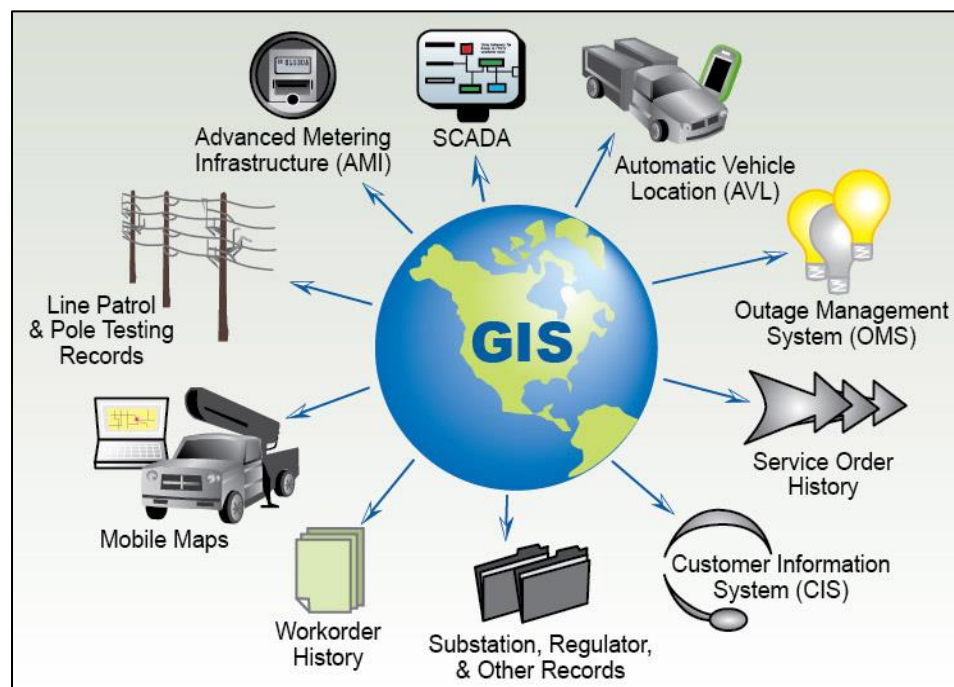 Advanced Metering
Infrastructure (AMI)
SCADA
Automatic Vehicle
Location (AVL)
Line Patrol
& Pole Testing
Records
GIS
Outage Management
System (OMS)
Mobile Maps
Service Order
History
Workorder
History
Substation, Regulator,
& Other Records
Customer Information
System (CIS)